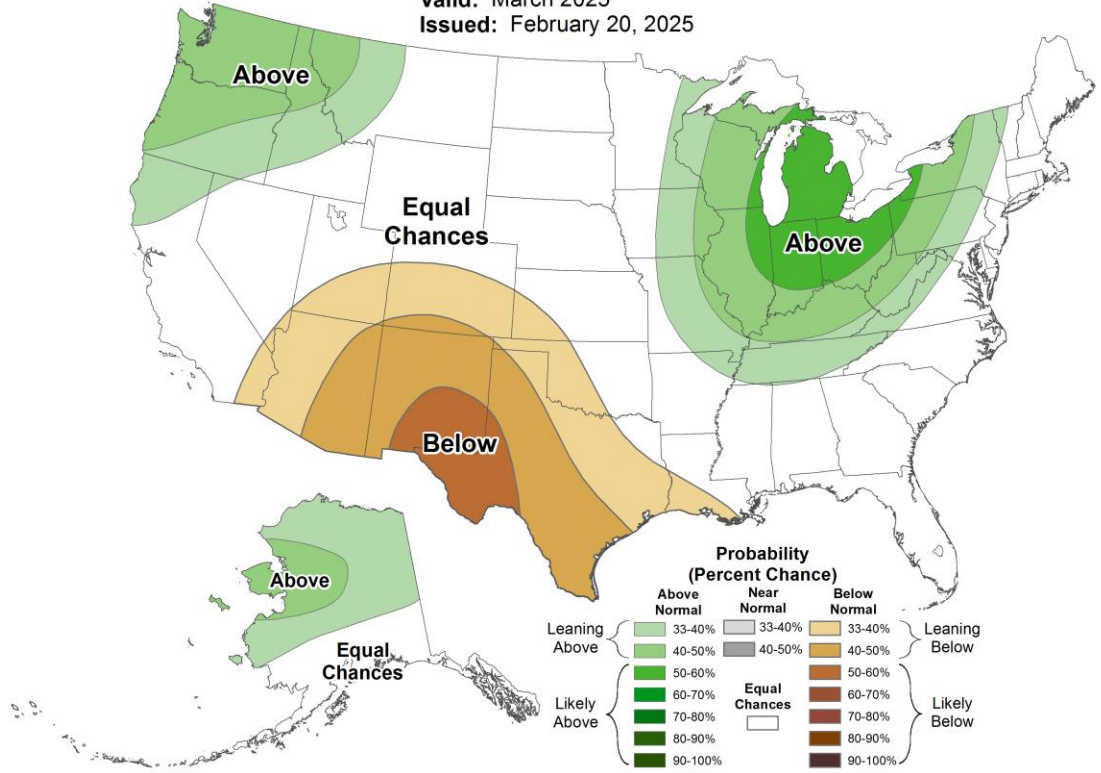 Valid: March 2025
Issued: February 20, 2025
Above
Equal
Chances
Above
Below
Above
Equal
Chances
Probability
(Percent Chance)
Above
Normal
Near
Normal
Below
Normal
Leaning
Above
33-40%
33-40%
33-40%
Leaning
Below
40-50%
40-50%
40-50%
Likely
Above
50-60%
60-70%
70-80%
80-90%
90-100%
Equal
Chances
50-60%
60-70%
70-80%
80-90%
90-100%
Likely
Below